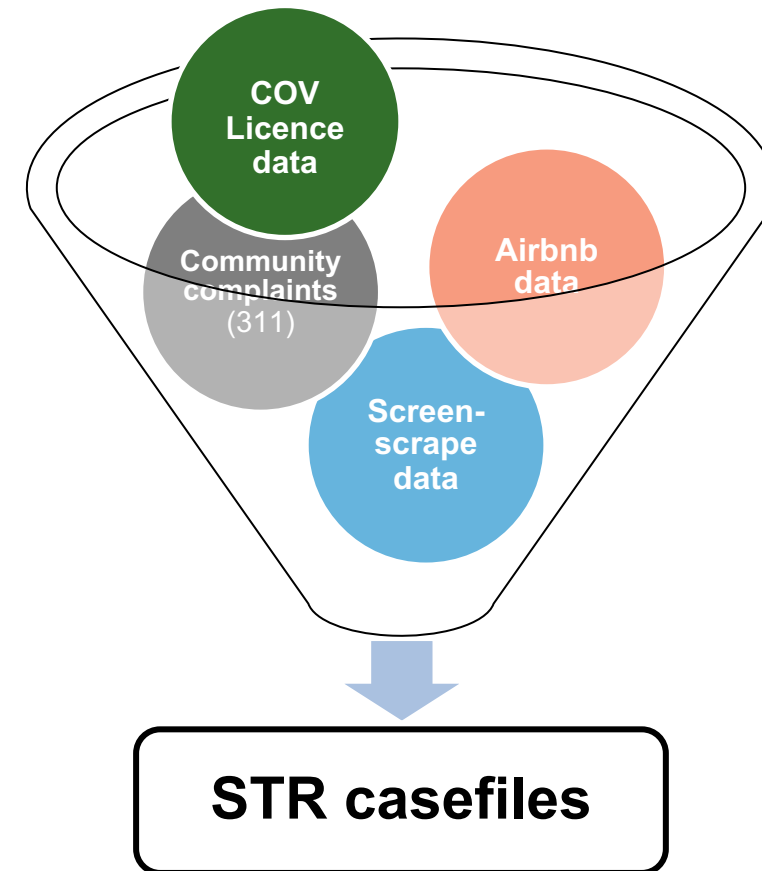 COV
Licence
data
Community
complaints
(311)
Airbnb
data
Screen-
scrape
data
STR casefiles